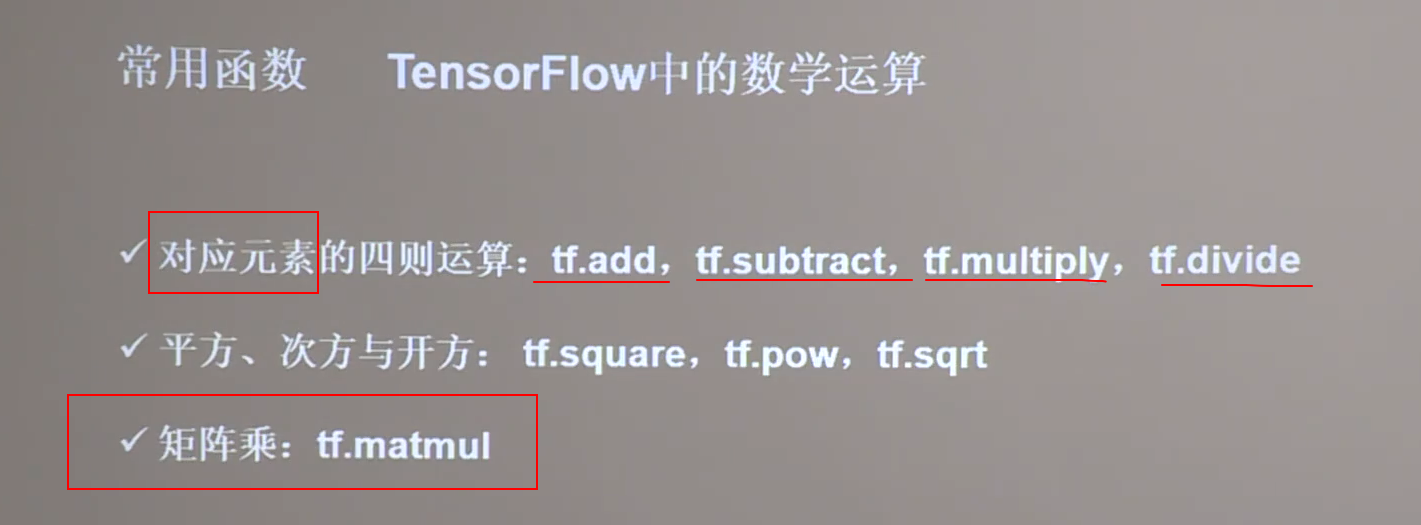 常用函数 TensorFlow中的数学运算
✓ 对应元素的四则运算：tf.add，tf.subtract，tf.multiply，tf.divide
✓ 平方、次方与开方：tf.square，tf.pow，tf.sqrt
✓ 矩阵乘：tf.matmul